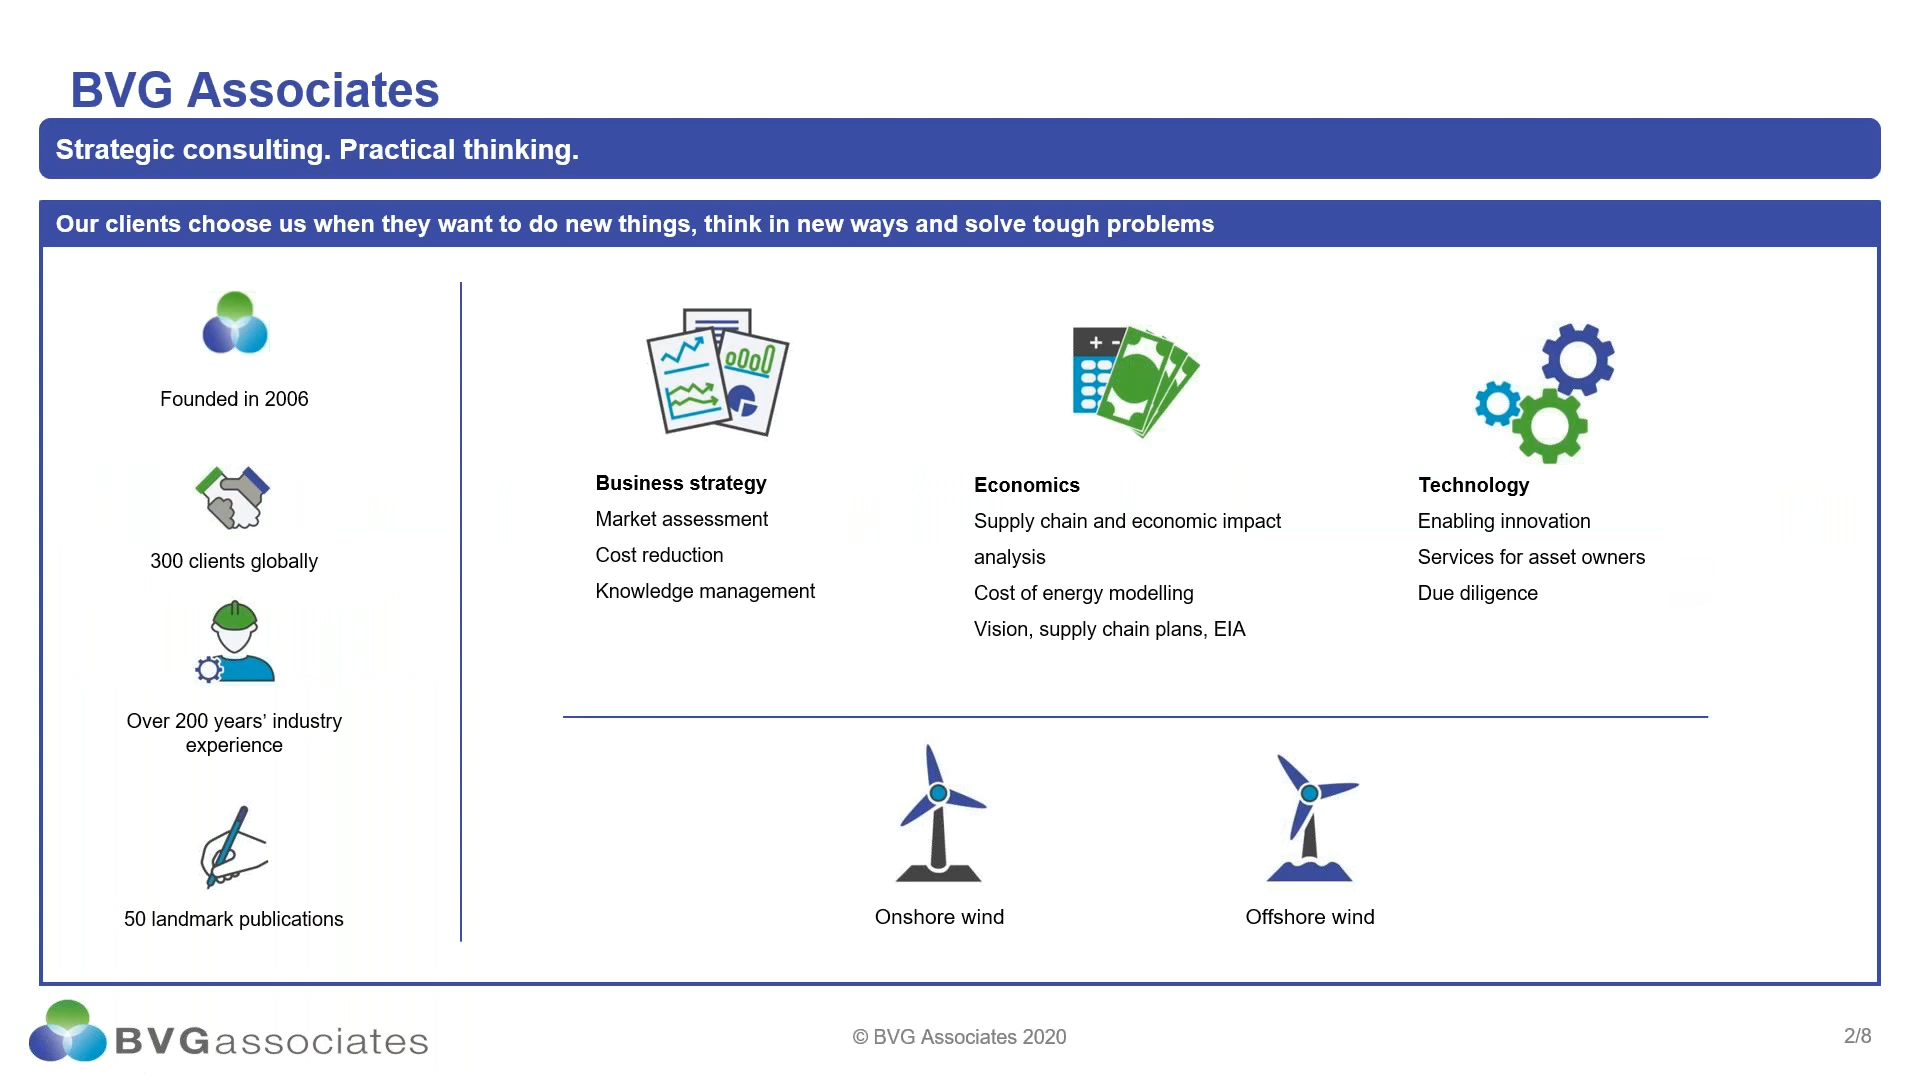 BVG Associates
Strategic consulting. Practical thinking.
Our clients choose us when they want to do new things, think in new ways and solve tough problems
Founded in 2006
300 clients globally
Over 200 years’ industry
experience
50 landmark publications
Business strategy
Market assessment
Cost reduction
Knowledge management
Economics
Supply chain and economic impact
analysis
Cost of energy modelling
Vision, supply chain plans, EIA
Technology
Enabling innovation
Services for asset owners
Due diligence
Onshore wind
Offshore wind
BVGassociates
© BVG Associates 2020
2/8